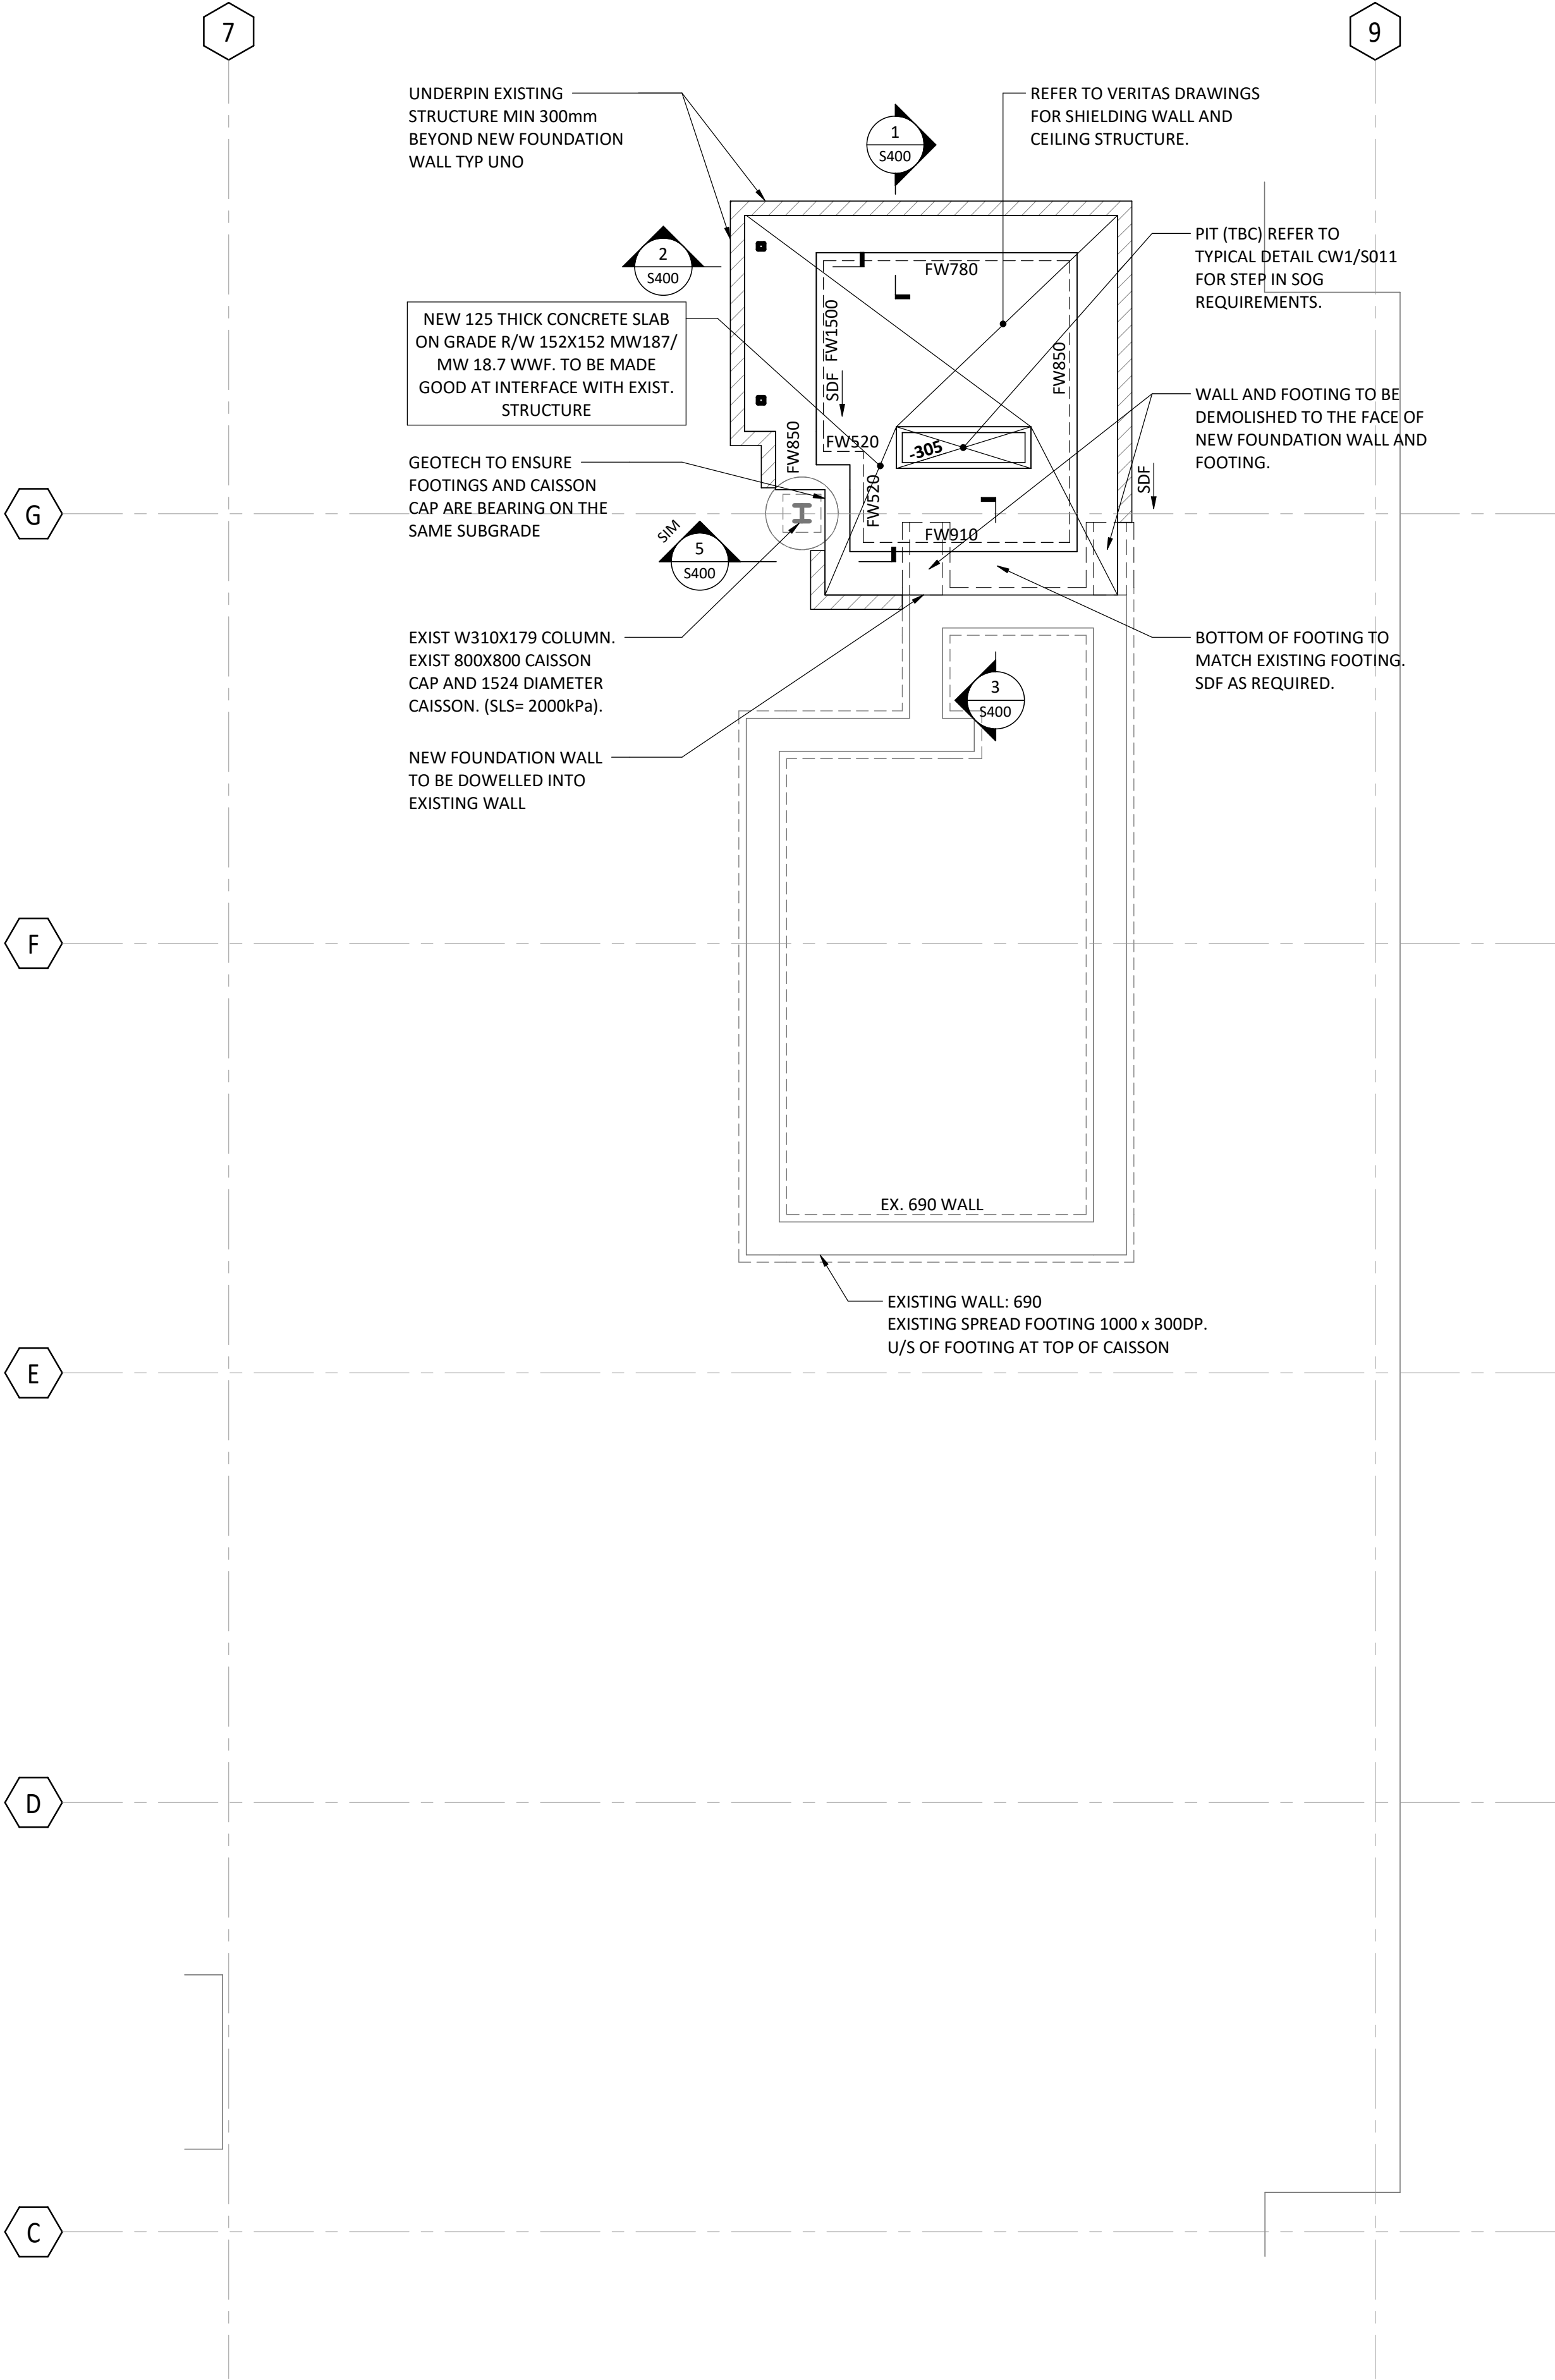 7
9
UNDERPIN EXISTING
STRUCTURE MIN 300mm
BEYOND NEW FOUNDATION
WALL TYP UNO
REFER TO VERITAS DRAWINGS
FOR SHIELDING WALL AND
CEILING STRUCTURE.
1
S400
2
S400
PIT (TBC) REFER TO
TYPICAL DETAIL CW1/S011
FOR STEP IN SOG
REQUIREMENTS.
FW780
NEW 125 THICK CONCRETE SLAB
ON GRADE R/W 152X152 MW187/
MW 18.7 WWF. TO BE MADE
GOOD AT INTERFACE WITH EXIST.
STRUCTURE
FW1500
SDF
FW850
WALL AND FOOTING TO BE
DEMOLISHED TO THE FACE OF
NEW FOUNDATION WALL AND
FOOTING.
FW850
FW520
-305
GEOTECH TO ENSURE
FOOTINGS AND CAISSON
CAP ARE BEARING ON THE
SAME SUBGRADE
SDF
FW520
G
FW910
SIM
5
S400
EXIST W310X179 COLUMN.
EXIST 800X800 CAISSON
CAP AND 1524 DIAMETER
CAISSON. (SLS= 2000kPa).
BOTTOM OF FOOTING TO
MATCH EXISTING FOOTING.
SDF AS REQUIRED.
3
S400
NEW FOUNDATION WALL
TO BE DOWELLED INTO
EXISTING WALL
F
EX. 690 WALL
EXISTING WALL: 690
EXISTING SPREAD FOOTING 1000 x 300DP.
U/S OF FOOTING AT TOP OF CAISSON
E
D
C